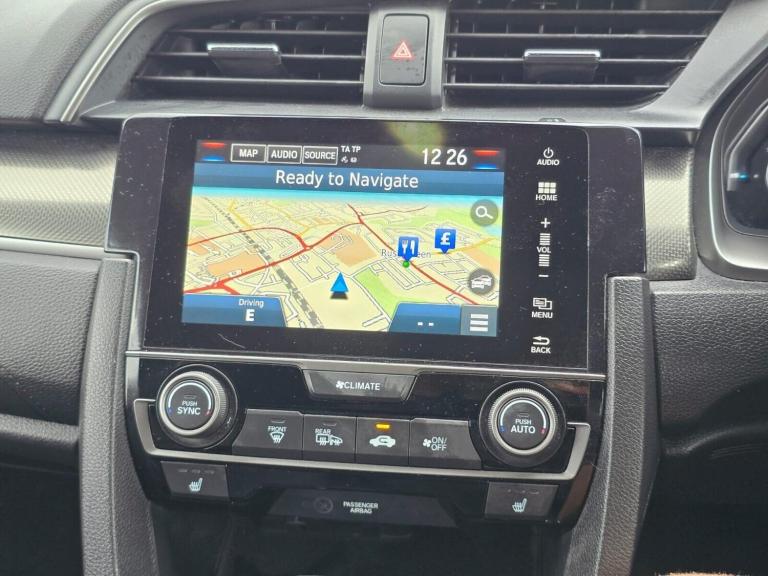 MAP AUDIO SOURCE TA TP 12 26
Ready to Navigate
£
Driving
E
- -
AUDIO
HOME
+
VOL
-
MENU
BACK
CLIMATE
PUSH
SYNC
FRONT
REAR
ON/
OFF
PUSH
AUTO
PASSENGER
AIRBAG